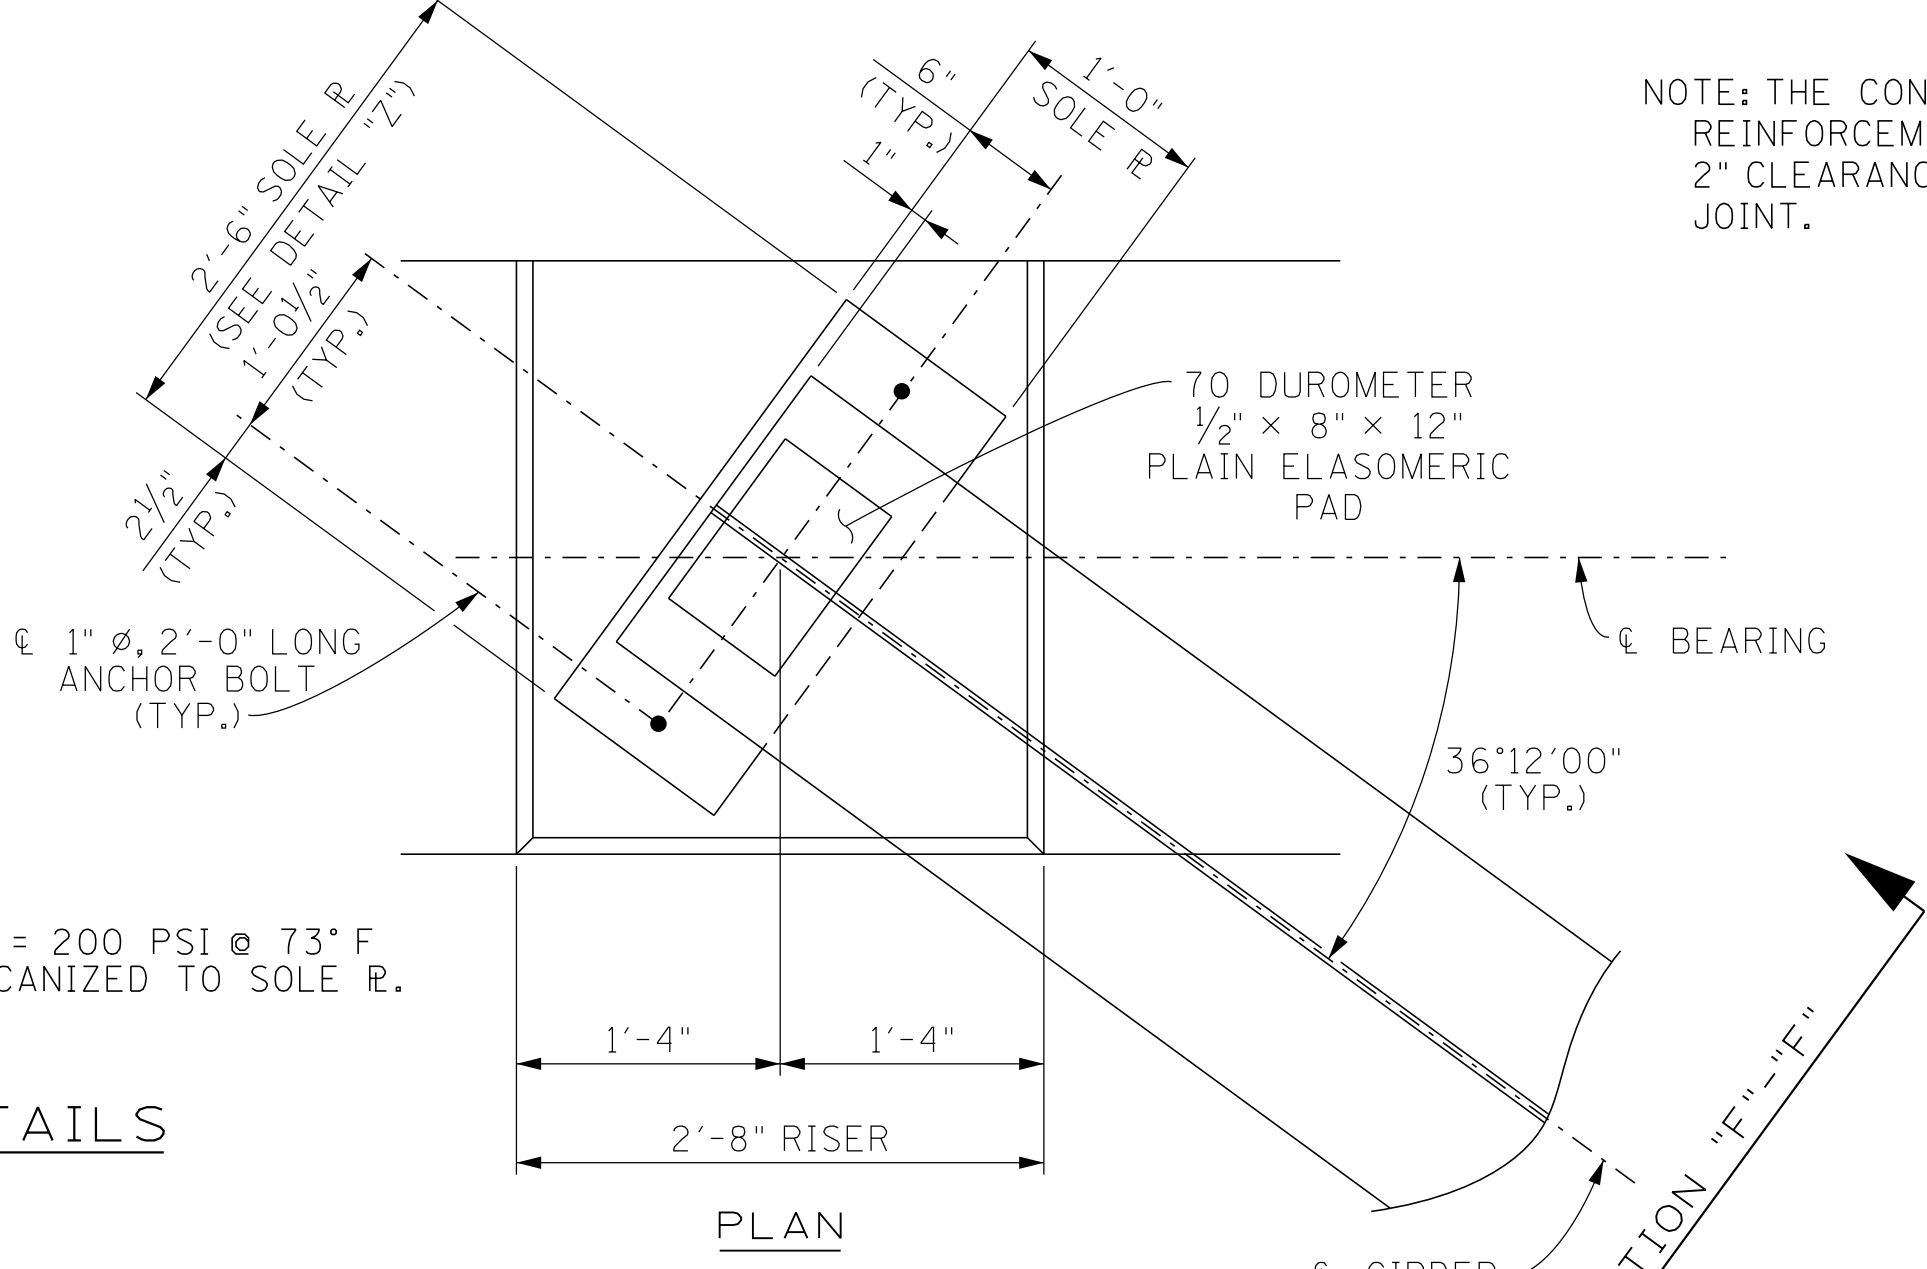 2'-6" SOLE ℄
(SEE DETAIL "Z")
1'-0½"
(TYP.)
2½"
(TYP.)
6"
(TYP.)
1"
1'-0"
SOLE ℄
NOTE: THE CON
REINFORCEM
2" CLEARANC
JOINT.
70 DUROMETER
½" × 8" × 12"
PLAIN ELASOMERIC
PAD
℄ 1" Ø, 2'-0" LONG
ANCHOR BOLT
(TYP.)
℄ BEARING
36°12'00"
(TYP.)
= 200 PSI @ 73° F
CANIZED TO SOLE ℄.
1'-4"
1'-4"
2'-8" RISER
TAILS
PLAN
TION "F"-"F"
℄ GIRDER